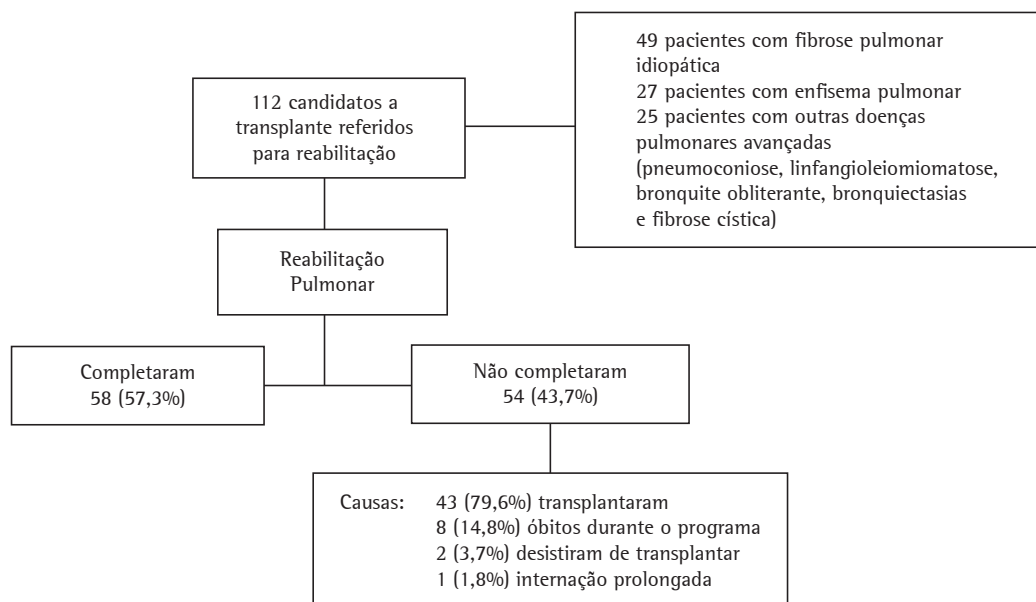 112 candidatos a
transplante referidos
para reabilitação
49 pacientes com fibrose pulmonar
idiopática
27 pacientes com enfisema pulmonar
25 pacientes com outras doenças
pulmonares avançadas
(pneumoconiose, linfangioleiomiomatose,
bronquite obliterante, bronquiectasias
e fibrose cística)
Reabilitação
Pulmonar
Completaram
58 (57,3%)
Não completaram
54 (43,7%)
Causas: 43 (79,6%) transplantaram
8 (14,8%) óbitos durante o programa
2 (3,7%) desistiram de transplantar
1 (1,8%) internação prolongada